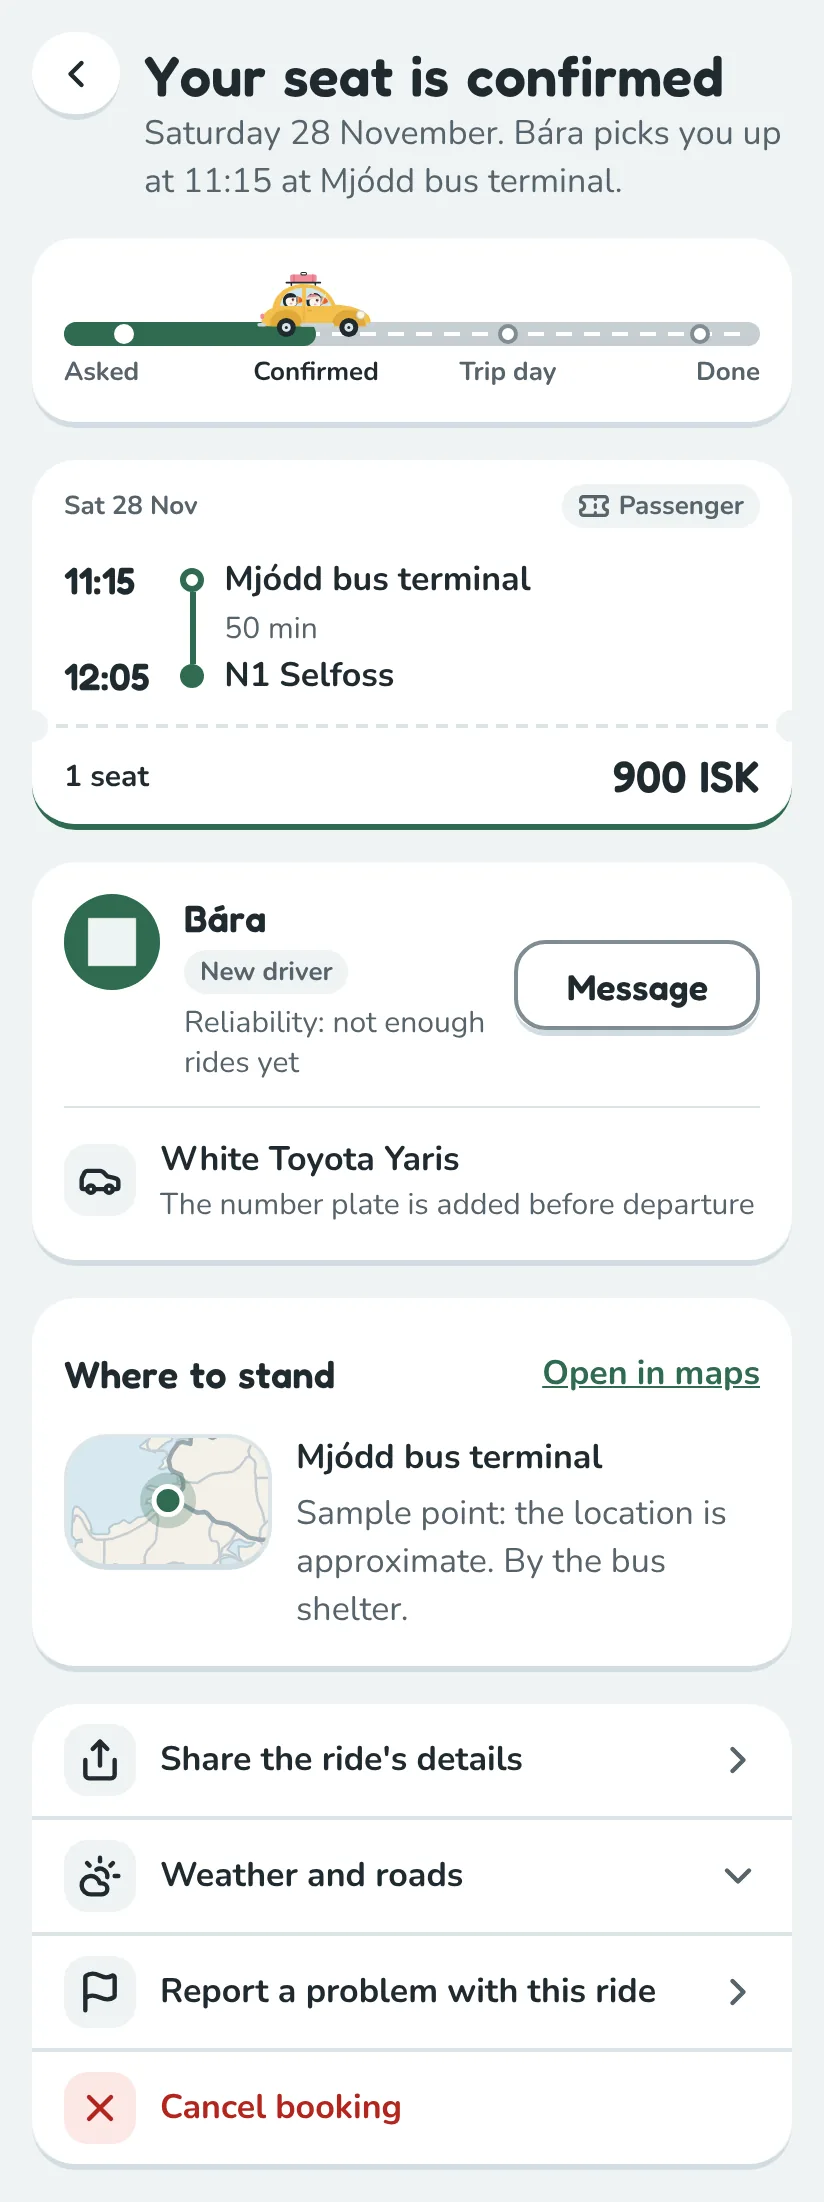 Your seat is confirmed
Saturday 28 November. Bára picks you up
at 11:15 at Mjódd bus terminal.
Asked
Confirmed
Trip day
Done
Sat 28 Nov
Passenger
11:15
Mjódd bus terminal
50 min
12:05
N1 Selfoss
1 seat
900 ISK
Bára
New driver
Reliability: not enough
rides yet
Message
White Toyota Yaris
The number plate is added before departure
Where to stand
Open in maps
Mjódd bus terminal
Sample point: the location is
approximate. By the bus
shelter.
Share the ride's details
Weather and roads
Report a problem with this ride
Cancel booking